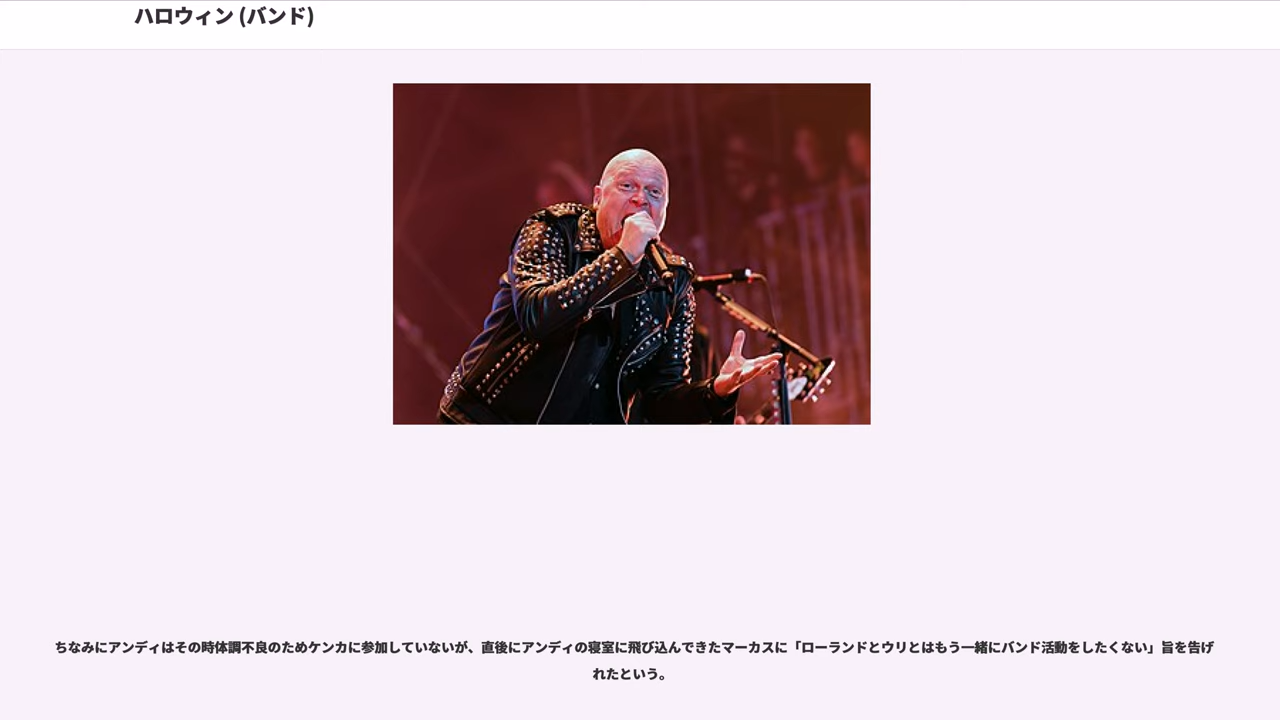 ハロウィン (バンド)
ちなみにアンディはその時体調不良のためケンカに参加していないが、直後にアンディの寝室に飛び込んできたマーカスに「ローランドとウリとはもう一緒にバンド活動をしたくない」旨を告げ
れたという。